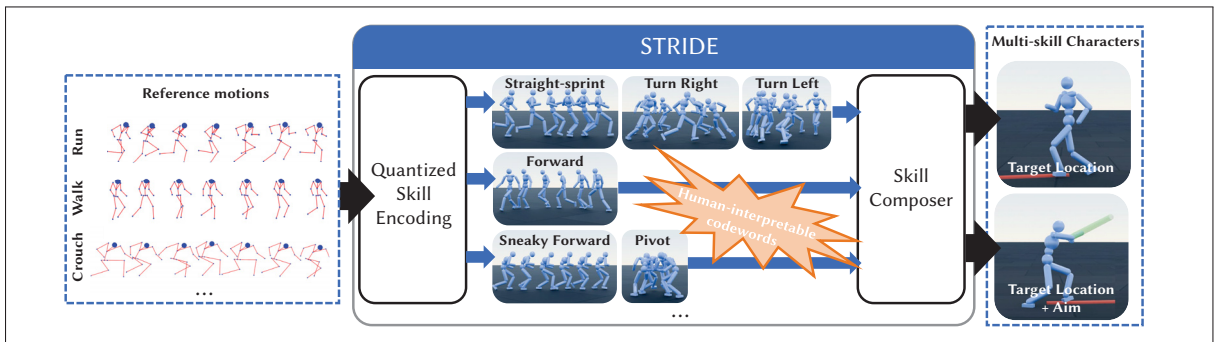 STRIDE
Reference motions
Run
Walk
Crouch
...
Quantized
Skill
Encoding
Straight-sprint
Turn Right
Turn Left
Forward
Human-interpretable
codewords
Sneaky Forward
Pivot
...
Skill
Composer
Multi-skill Characters
Target Location
Target Location
+ Aim